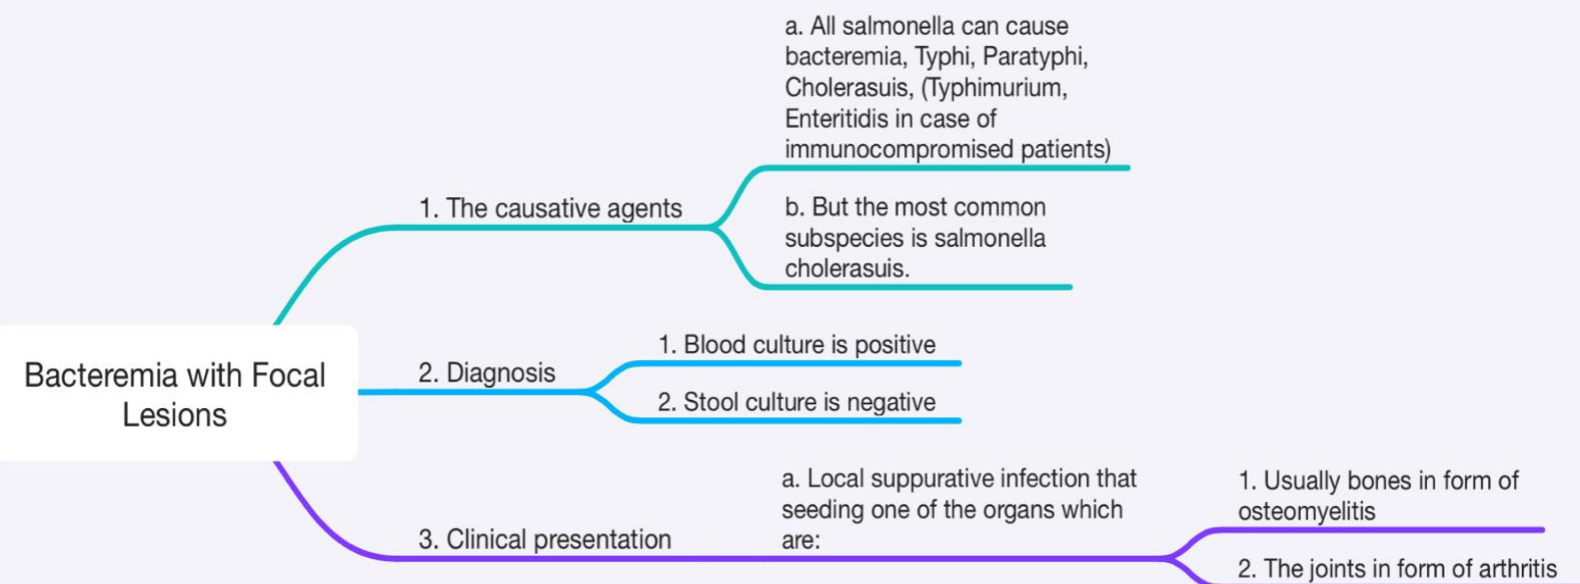 Bacteremia with Focal
Lesions
1. The causative agents
a. All salmonella can cause
bacteremia, Typhi, Paratyphi,
Cholerasuis, (Typhimurium,
Enteritidis in case of
immunocompromised patients)
b. But the most common
subspecies is salmonella
cholerasuis.
2. Diagnosis
1. Blood culture is positive
2. Stool culture is negative
3. Clinical presentation
a. Local suppurative infection that
seeding one of the organs which
are:
1. Usually bones in form of
osteomyelitis
2. The joints in form of arthritis